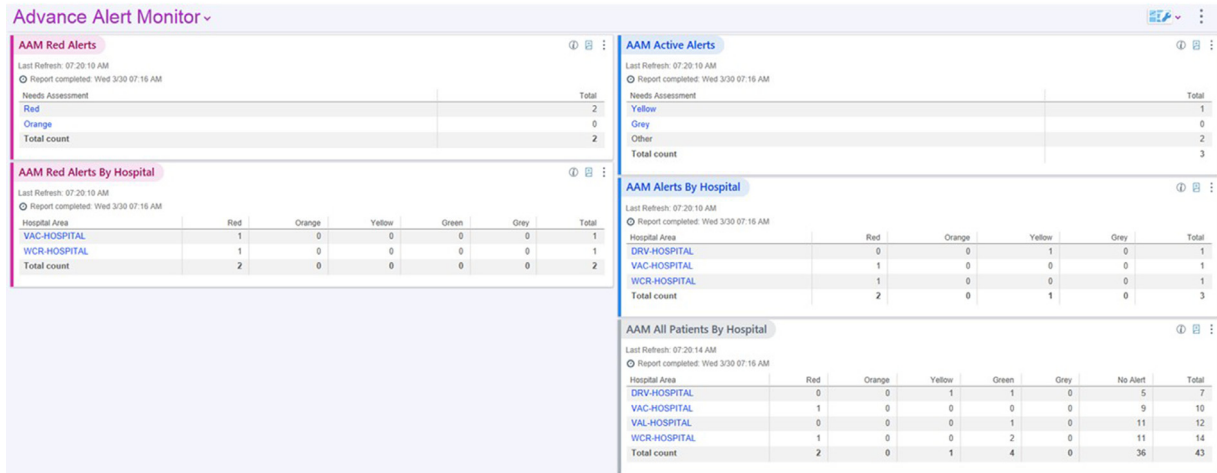 Advance Alert Monitor
AAM Red Alerts
Last Refresh: 07:20:10 AM
Report completed: Wed 3/30 07:16 AM
Needs Assessment Total
Red 2
Orange 0
Total count 2
AAM Red Alerts By Hospital
Last Refresh: 07:20:10 AM
Report completed: Wed 3/30 07:16 AM
Hospital Area Red Orange Yellow Green Grey Total
VAC-HOSPITAL 1 0 0 0 0 1
WCR-HOSPITAL 1 0 0 0 0 1
Total count 2 0 0 0 0 2
AAM Active Alerts
Last Refresh: 07:20:10 AM
Report completed: Wed 3/30 07:16 AM
Needs Assessment Total
Yellow 1
Grey 0
Other 2
Total count 3
AAM Alerts By Hospital
Last Refresh: 07:20:10 AM
Report completed: Wed 3/30 07:16 AM
Hospital Area Red Orange Yellow Grey Total
DRV-HOSPITAL 0 0 1 0 1
VAC-HOSPITAL 1 0 0 0 1
WCR-HOSPITAL 1 0 0 0 1
Total count 2 0 1 0 3
AAM All Patients By Hospital
Last Refresh: 07:20:14 AM
Report completed: Wed 3/30 07:16 AM
Hospital Area Red Orange Yellow Green Grey No Alert Total
DRV-HOSPITAL 0 0 1 1 0 5 7
VAC-HOSPITAL 1 0 0 0 0 9 10
VAL-HOSPITAL 0 0 0 1 0 11 12
WCR-HOSPITAL 1 0 0 2 0 11 14
Total count 2 0 1 4 0 36 43